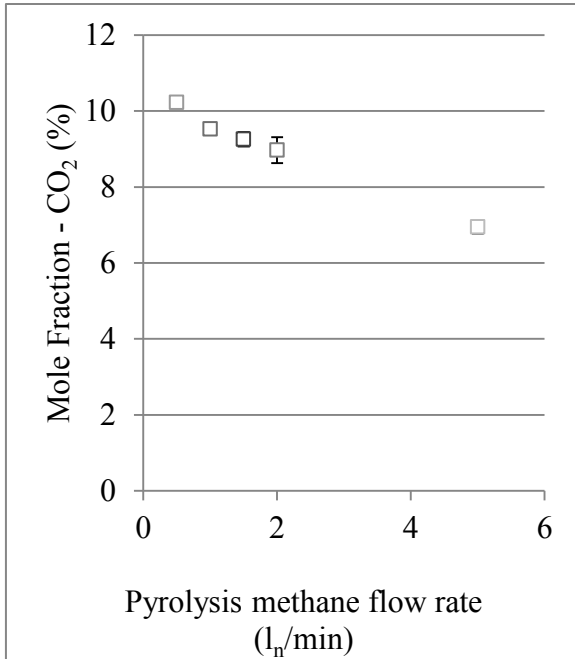 12
10
8
6
4
2
0
Mole Fraction - CO₂ (%)
0 2 4 6
Pyrolysis methane flow rate
(lₙ/min)